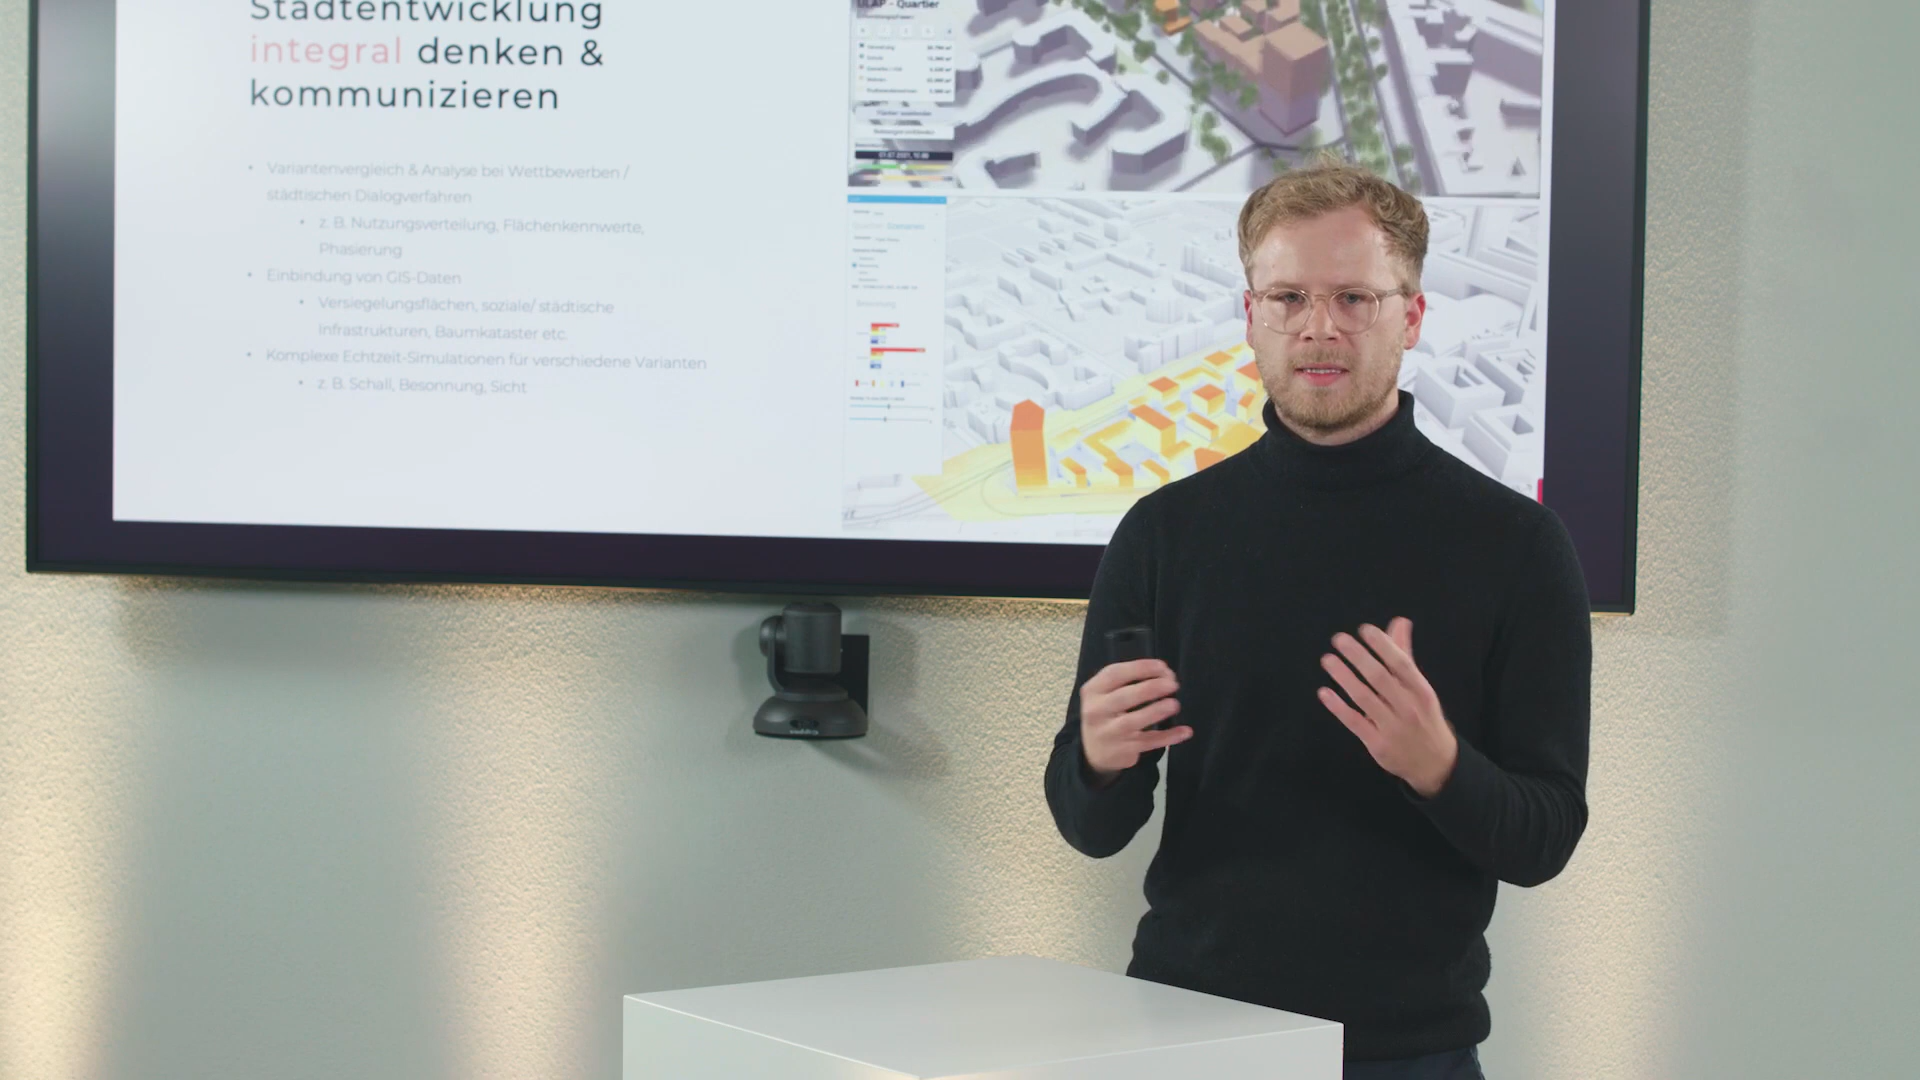 Stadtentwicklung
integral denken &
kommunizieren
• Variantenvergleich & Analyse bei Wettbewerben /
städtischen Dialogverfahren
• z. B. Nutzungsverteilung, Flächenkennwerte,
Phasierung
• Einbindung von GIS-Daten
• Versiegelungsflächen, soziale/ städtische
Infrastrukturen, Baumkataster etc.
• Komplexe Echtzeit-Simulationen für verschiedene Varianten
• z. B. Schall, Besonnung, Sicht
ULAP - Quartier
Besonnung